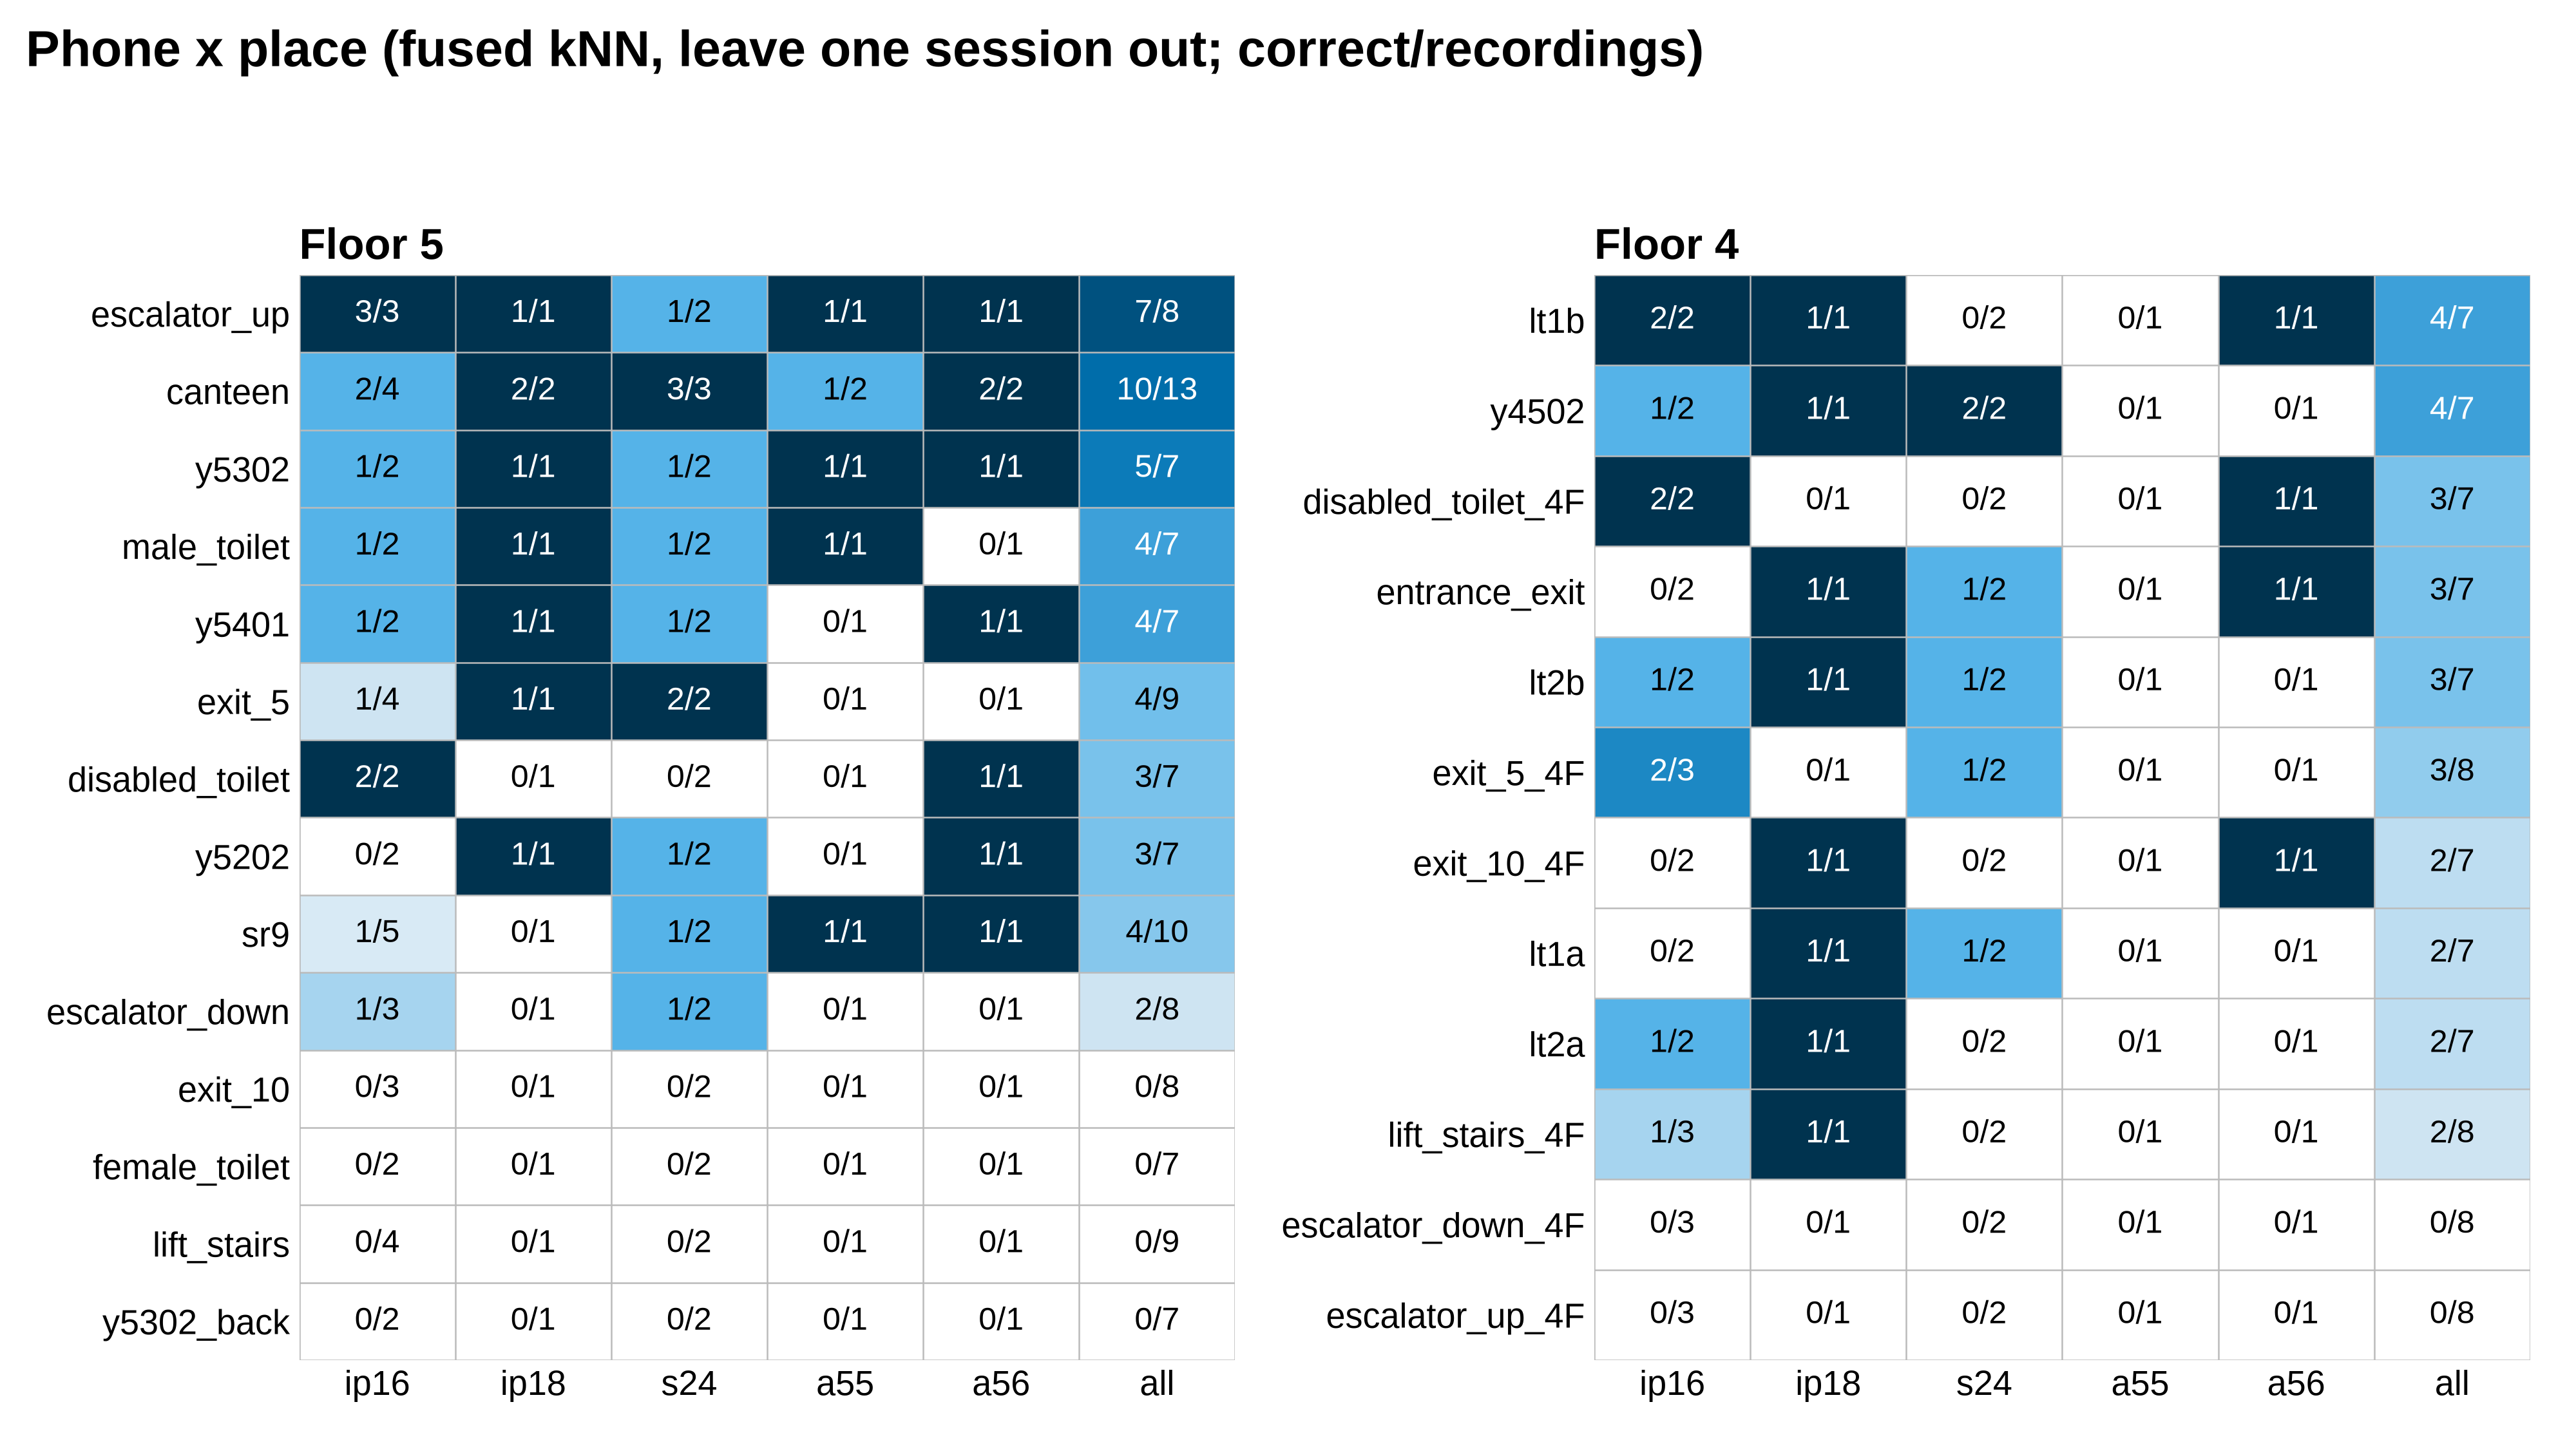 Phone x place (fused kNN, leave one session out; correct/recordings)
Floor 5
escalator_up 3/3 1/1 1/2 1/1 1/1 7/8
canteen 2/4 2/2 3/3 1/2 2/2 10/13
y5302 1/2 1/1 1/2 1/1 1/1 5/7
male_toilet 1/2 1/1 1/2 1/1 0/1 4/7
y5401 1/2 1/1 1/2 0/1 1/1 4/7
exit_5 1/4 1/1 2/2 0/1 0/1 4/9
disabled_toilet 2/2 0/1 0/2 0/1 1/1 3/7
y5202 0/2 1/1 1/2 0/1 1/1 3/7
sr9 1/5 0/1 1/2 1/1 1/1 4/10
escalator_down 1/3 0/1 1/2 0/1 0/1 2/8
exit_10 0/3 0/1 0/2 0/1 0/1 0/8
female_toilet 0/2 0/1 0/2 0/1 0/1 0/7
lift_stairs 0/4 0/1 0/2 0/1 0/1 0/9
y5302_back 0/2 0/1 0/2 0/1 0/1 0/7
ip16 ip18 s24 a55 a56 all
Floor 4
lt1b 2/2 1/1 0/2 0/1 1/1 4/7
y4502 1/2 1/1 2/2 0/1 0/1 4/7
disabled_toilet_4F 2/2 0/1 0/2 0/1 1/1 3/7
entrance_exit 0/2 1/1 1/2 0/1 1/1 3/7
lt2b 1/2 1/1 1/2 0/1 0/1 3/7
exit_5_4F 2/3 0/1 1/2 0/1 0/1 3/8
exit_10_4F 0/2 1/1 0/2 0/1 1/1 2/7
lt1a 0/2 1/1 1/2 0/1 0/1 2/7
lt2a 1/2 1/1 0/2 0/1 0/1 2/7
lift_stairs_4F 1/3 1/1 0/2 0/1 0/1 2/8
escalator_down_4F 0/3 0/1 0/2 0/1 0/1 0/8
escalator_up_4F 0/3 0/1 0/2 0/1 0/1 0/8
ip16 ip18 s24 a55 a56 all